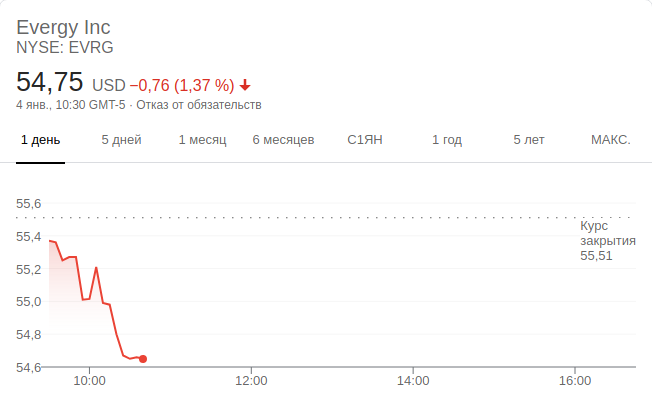 Evergy Inc
NYSE: EVRG
54,75 USD −0,76 (1,37 %)
4 янв., 10:30 GMT-5 · Отказ от обязательств
1 день 5 дней 1 месяц 6 месяцев С1ЯН 1 год 5 лет МАКС.
55,6
Курс
55,4
закрытия
55,51
55,2
55,0
54,8
54,6
10:00 12:00 14:00 16:00